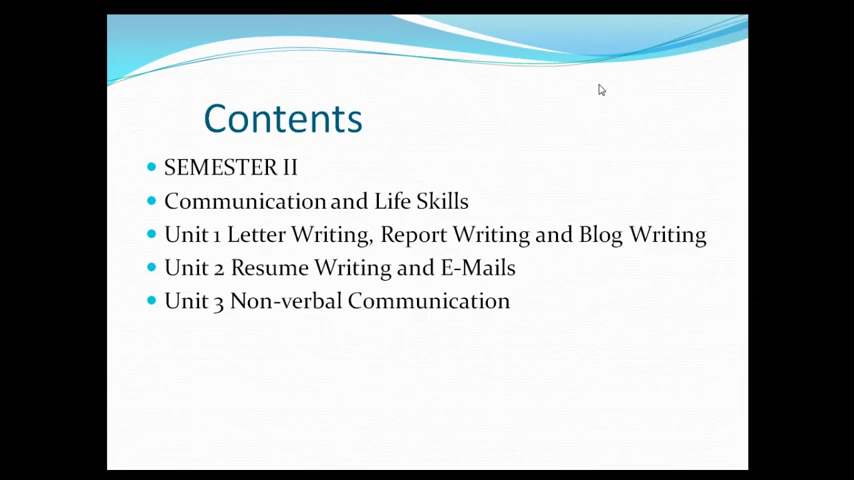 Contents
SEMESTER II
Communication and Life Skills
Unit 1 Letter Writing, Report Writing and Blog Writing
Unit 2 Resume Writing and E-Mails
Unit 3 Non-verbal Communication